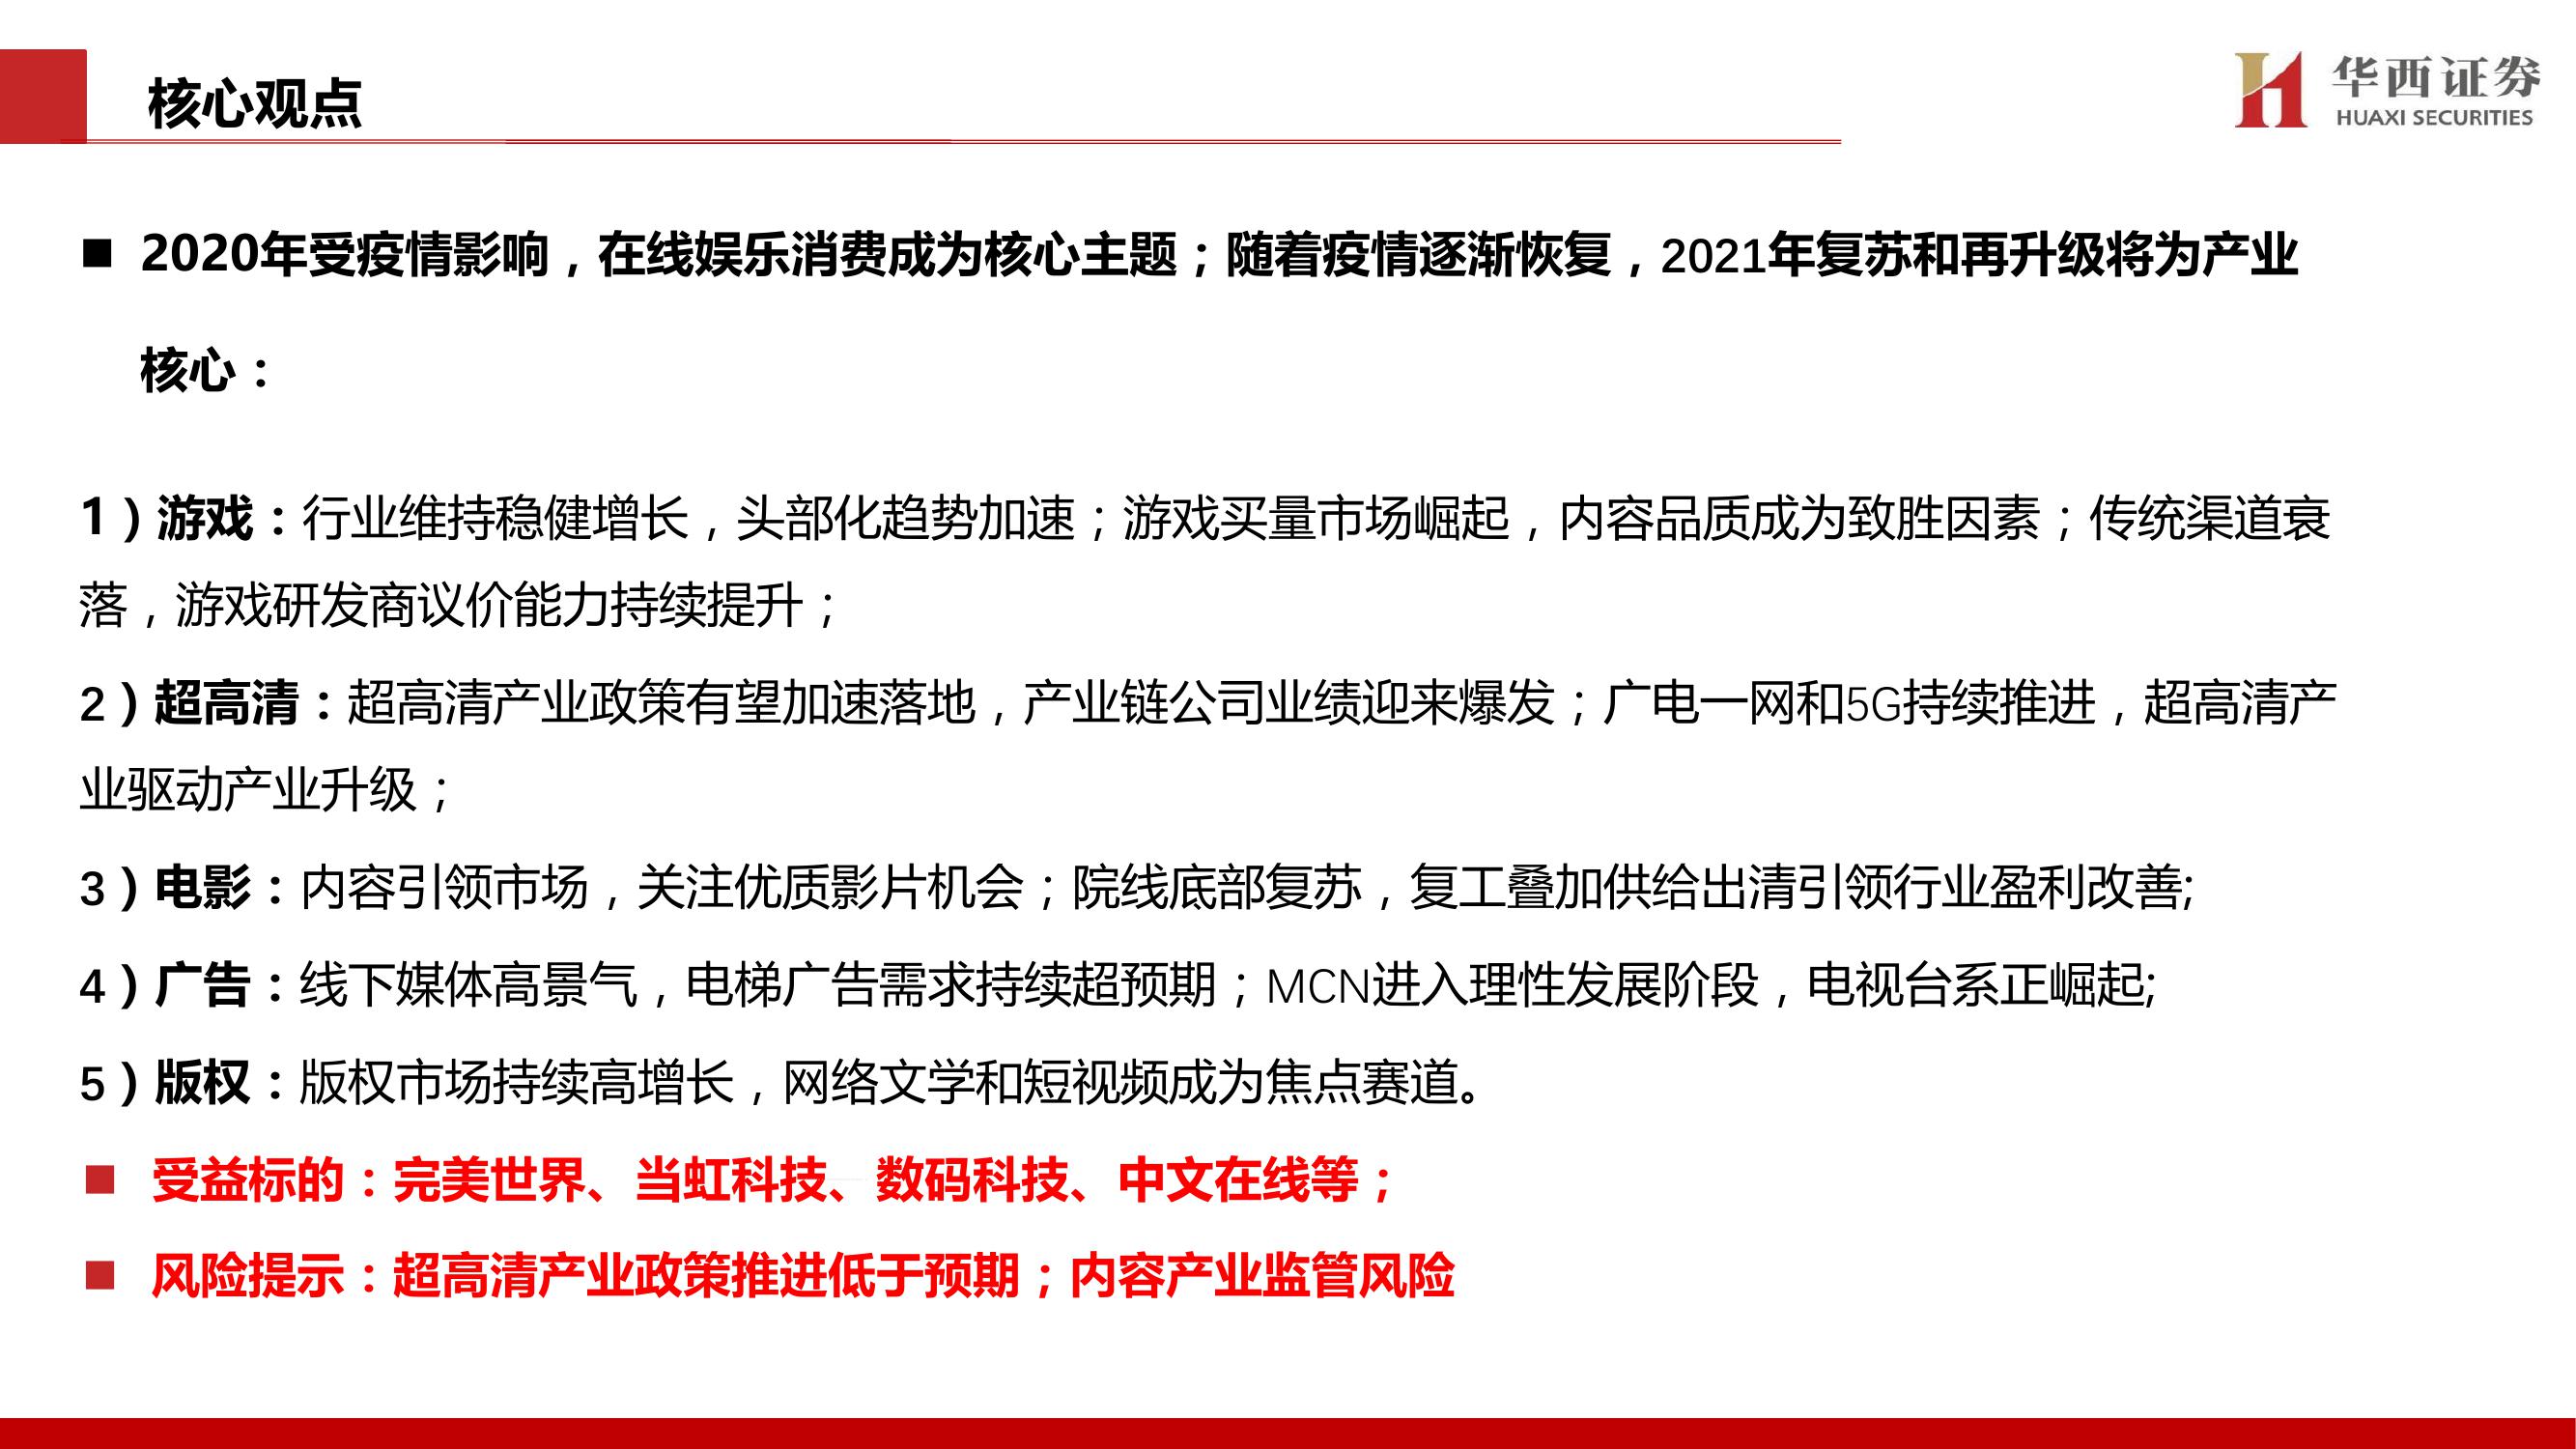 核心观点
华西证券
HUAXI SECURITIES
■ 2020年受疫情影响，在线娱乐消费成为核心主题；随着疫情逐渐恢复，2021年复苏和再升级将为产业
核心：
1）游戏：行业维持稳健增长，头部化趋势加速；游戏买量市场崛起，内容品质成为致胜因素；传统渠道衰
落，游戏研发商议价能力持续提升；
2）超高清：超高清产业政策有望加速落地，产业链公司业绩迎来爆发；广电一网和5G持续推进，超高清产
业驱动产业升级；
3）电影：内容引领市场，关注优质影片机会；院线底部复苏，复工叠加供给出清引领行业盈利改善;
4）广告：线下媒体高景气，电梯广告需求持续超预期；MCN进入理性发展阶段，电视台系正崛起;
5）版权：版权市场持续高增长，网络文学和短视频成为焦点赛道。
■ 受益标的：完美世界、当虹科技、数码科技、中文在线等；
■ 风险提示：超高清产业政策推进低于预期；内容产业监管风险